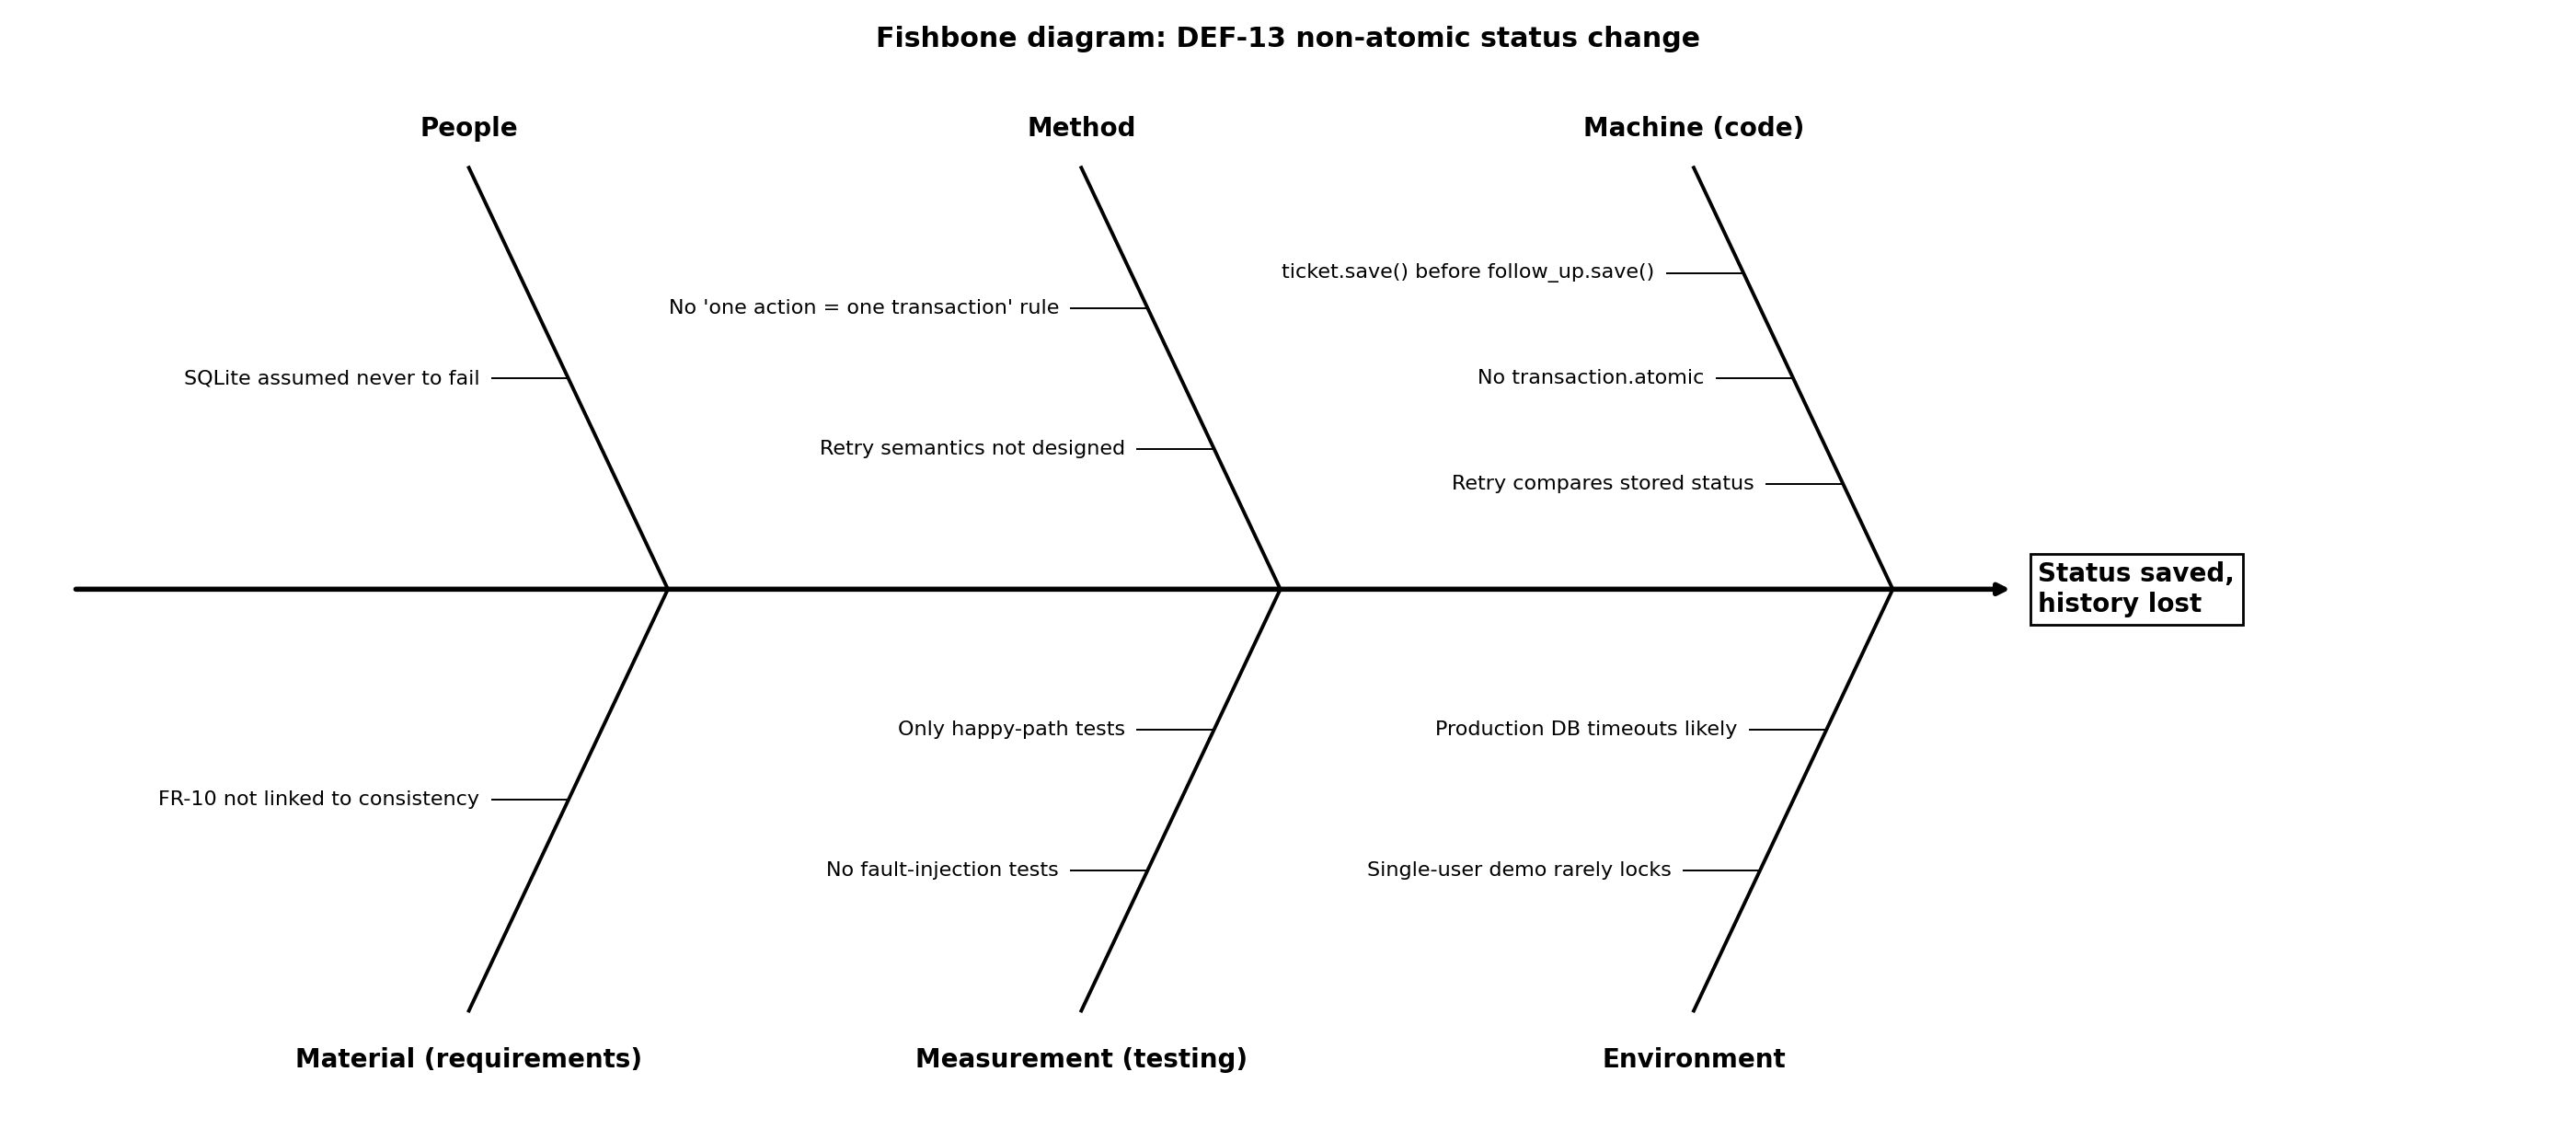 Fishbone diagram: DEF-13 non-atomic status change
People
Method
Machine (code)
ticket.save() before follow_up.save()
No 'one action = one transaction' rule
SQLite assumed never to fail
No transaction.atomic
Retry semantics not designed
Retry compares stored status
Status saved,
history lost
Only happy-path tests
Production DB timeouts likely
FR-10 not linked to consistency
No fault-injection tests
Single-user demo rarely locks
Material (requirements)
Measurement (testing)
Environment